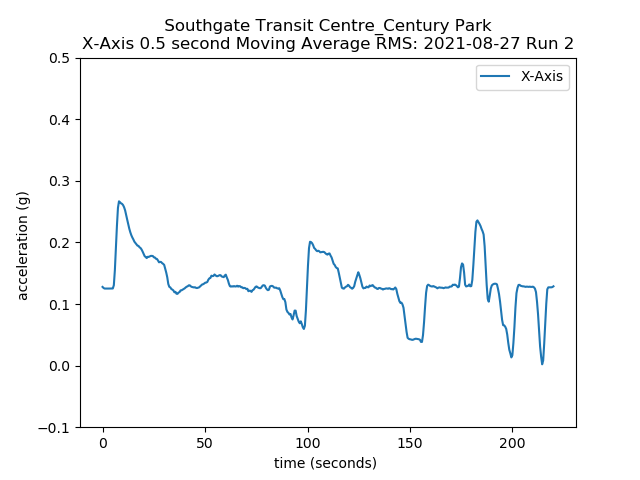 Southgate Transit Centre_Century Park
X-Axis 0.5 second Moving Average RMS: 2021-08-27 Run 2
X-Axis
acceleration (g)
0.5
0.4
0.3
0.2
0.1
0.0
−0.1
0 50 100 150 200
time (seconds)